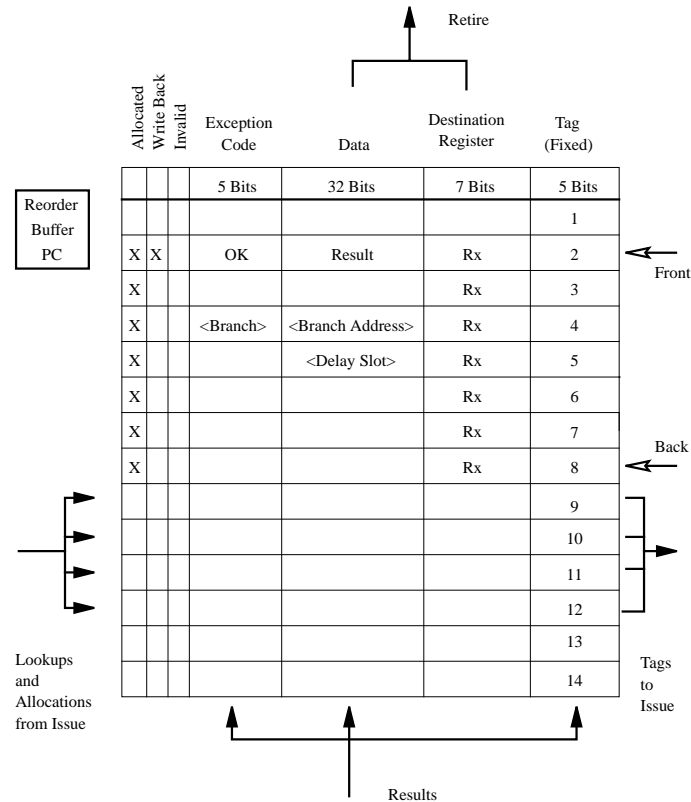 Retire
Allocated
Write Back
Invalid
Exception
Code
Data
Destination
Register
Tag
(Fixed)
5 Bits 32 Bits 7 Bits 5 Bits
Reorder
Buffer
PC
1
X X OK Result Rx 2
Front
X Rx 3
X <Branch> <Branch Address> Rx 4
X <Delay Slot> Rx 5
X Rx 6
X Rx 7
Back
X Rx 8
9
10
11
12
13
14
Lookups
and
Allocations
from Issue
Tags
to
Issue
Results